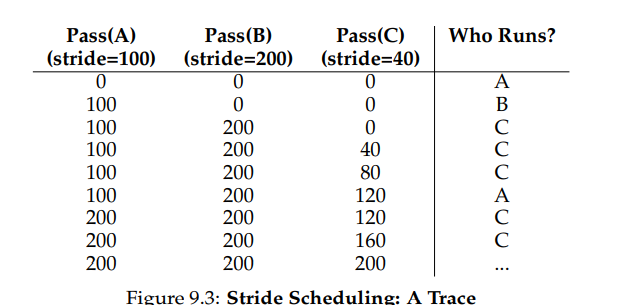 Pass(A) Pass(B) Pass(C) Who Runs?
(stride=100) (stride=200) (stride=40)
0 0 0 A
100 0 0 B
100 200 0 C
100 200 40 C
100 200 80 C
100 200 120 A
200 200 120 C
200 200 160 C
200 200 200 ...
Figure 9.3: Stride Scheduling: A Trace